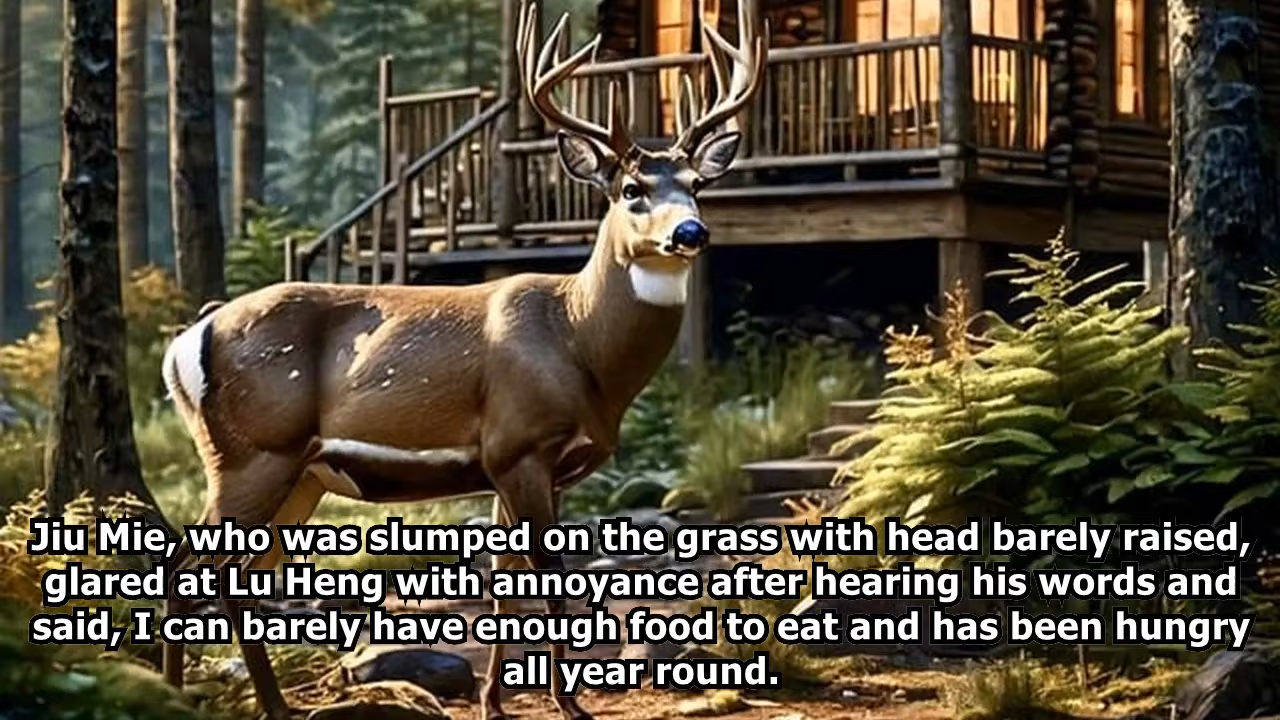 Jiu Mie, who was slumped on the grass with head barely raised,
glared at Lu Heng with annoyance after hearing his words and
said, I can barely have enough food to eat and has been hungry
all year round.